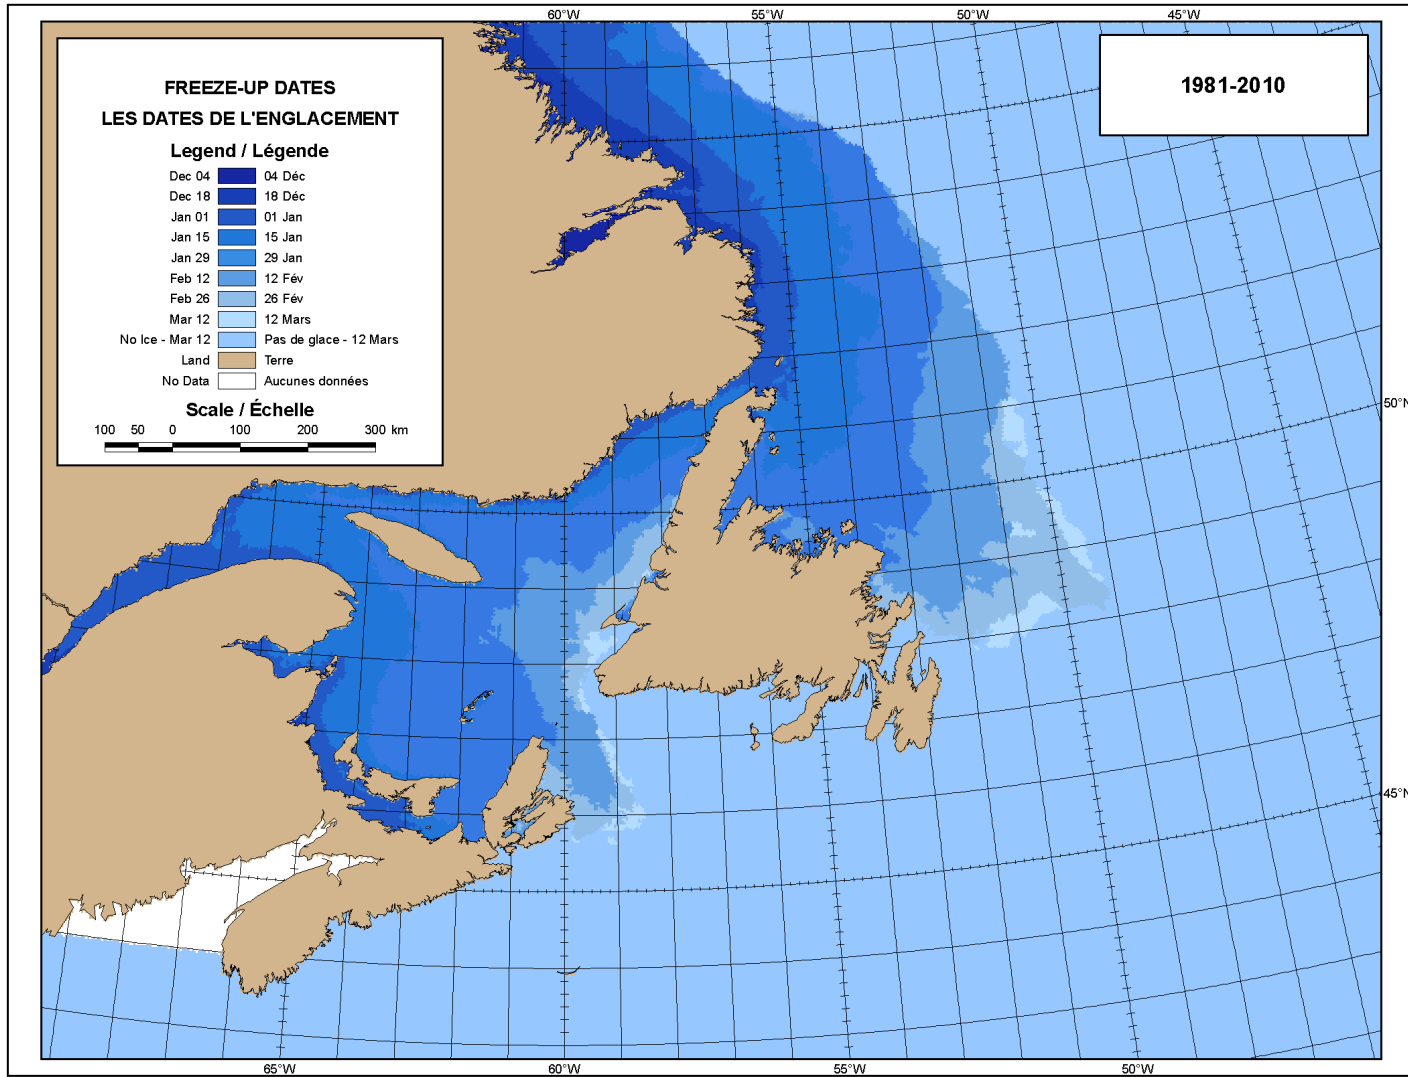 60°W 55°W 50°W 45°W
FREEZE-UP DATES
LES DATES DE L'ENGLACEMENT
Legend / Légende
Dec 04 04 Déc
Dec 18 18 Déc
Jan 01 01 Jan
Jan 15 15 Jan
Jan 29 29 Jan
Feb 12 12 Fév
Feb 26 26 Fév
Mar 12 12 Mars
No Ice - Mar 12 Pas de glace - 12 Mars
Land Terre
No Data Aucunes données
Scale / Échelle
100 50 0 100 200 300 km
1981-2010
50°N
45°N
65°W 60°W 55°W 50°W